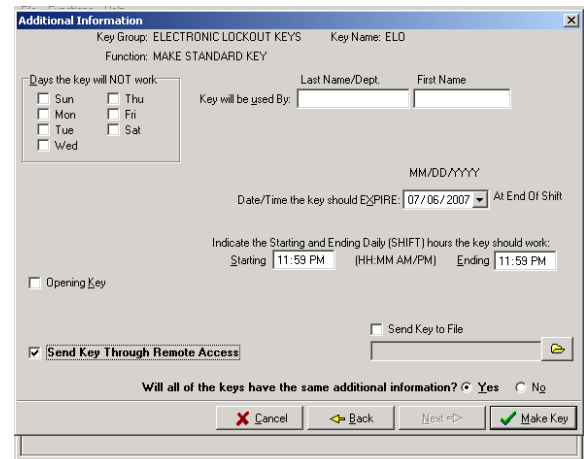 File Functions Help
Additional Information
Key Group: ELECTRONIC LOCKOUT KEYS Key Name: ELO
Function: MAKE STANDARD KEY
Days the key will NOT work
Last Name/Dept. First Name
Sun Thu
Key will be used By:
Mon Fri
Tue Sat
Wed
MM/DD/YYYY
Date/Time the key should EXPIRE: 07/06/2007 At End Of Shift
Indicate the Starting and Ending Daily (SHIFT) hours the key should work:
Starting 11:59 PM (HH:MM AM/PM) Ending 11:59 PM
Opening Key
Send Key to File
Send Key Through Remote Access
Will all of the keys have the same additional information? Yes No
Cancel Back Next Make Key